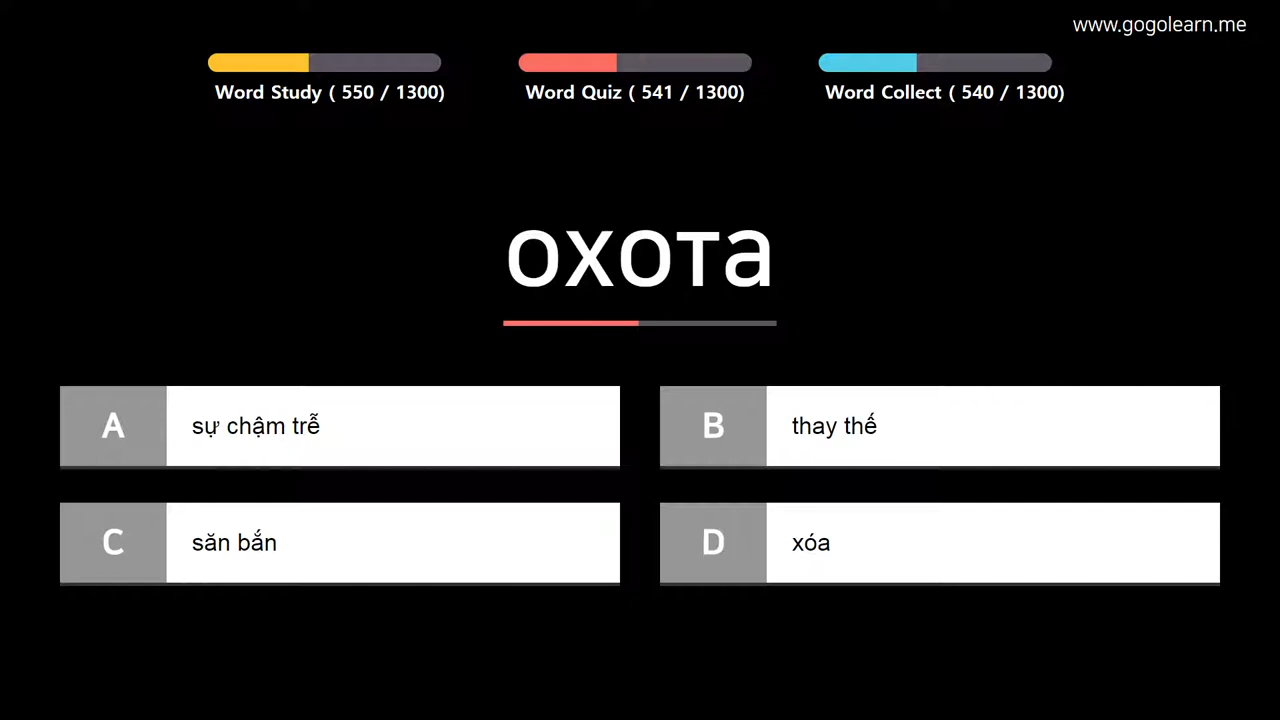 www.gogolearn.me
Word Study ( 550 / 1300)
Word Quiz ( 541 / 1300)
Word Collect ( 540 / 1300)
охота
A
sự chậm trễ
B
thay thế
C
săn bắn
D
xóa